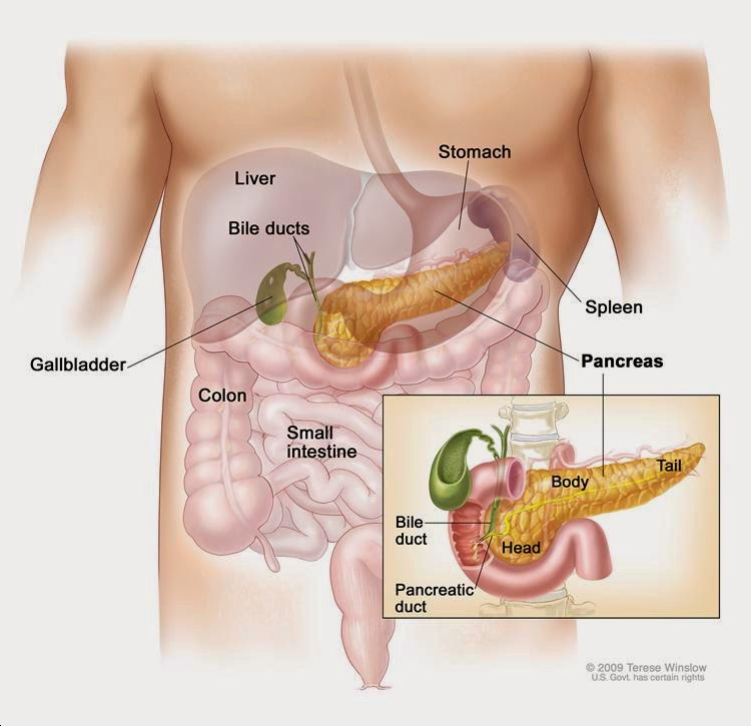 Stomach
Liver
Bile ducts
Spleen
Gallbladder
Pancreas
Colon
Small
intestine
Tail
Body
Bile
duct
Head
Pancreatic
duct
© 2009 Terese Winslow
U.S. Govt. has certain rights